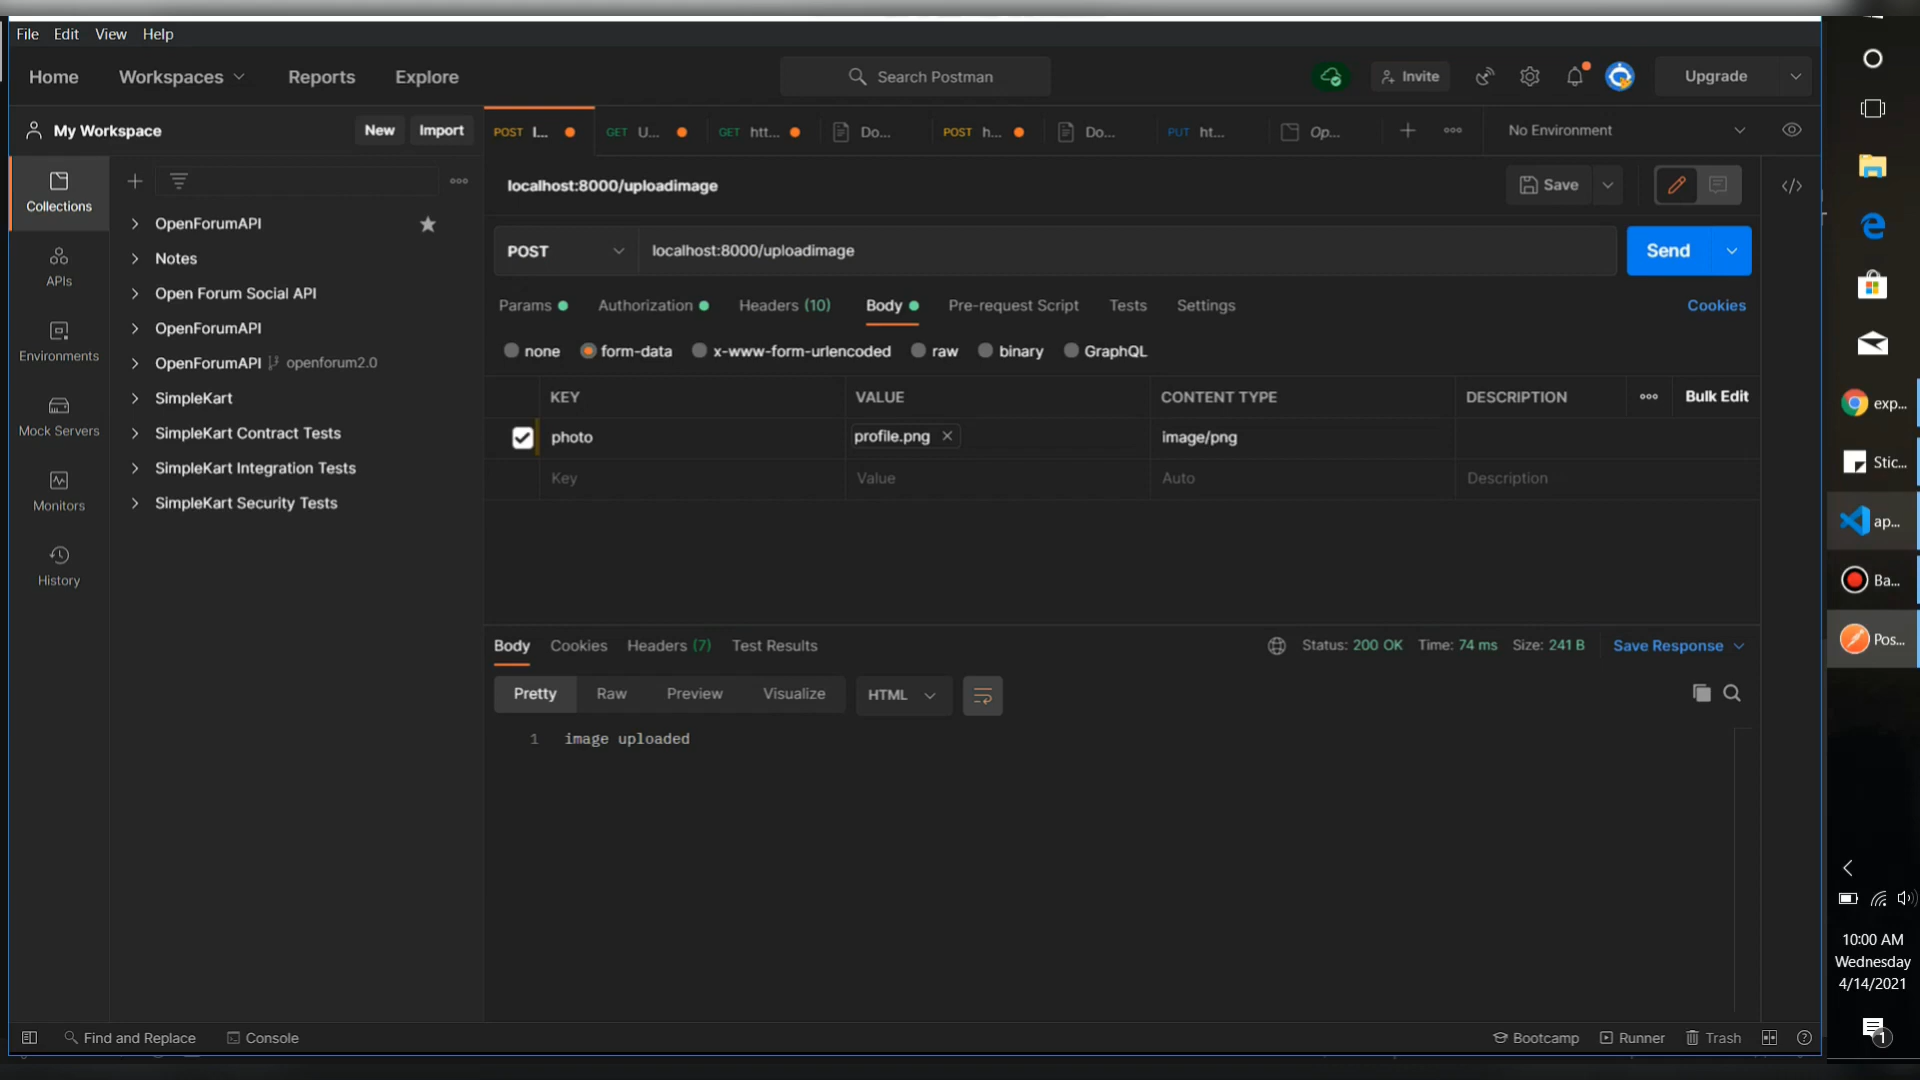 File Edit View Help
Home Workspaces Reports Explore Search Postman Invite Upgrade
My Workspace New Import
POST l... GET U... GET htt... Do... POST h... Do... PUT ht... Op... No Environment
localhost:8000/uploadimage Save
Collections
APIs
Environments
Mock Servers
Monitors
History
OpenForumAPI
Notes
Open Forum Social API
OpenForumAPI
OpenForumAPI openforum2.0
SimpleKart
SimpleKart Contract Tests
SimpleKart Integration Tests
SimpleKart Security Tests
POST localhost:8000/uploadimage Send
Params Authorization Headers (10) Body Pre-request Script Tests Settings Cookies
none form-data x-www-form-urlencoded raw binary GraphQL
KEY VALUE CONTENT TYPE DESCRIPTION Bulk Edit
photo profile.png image/png
Key Value Auto Description
Body Cookies Headers (7) Test Results Status: 200 OK Time: 74 ms Size: 241 B Save Response
Pretty Raw Preview Visualize HTML
1 image uploaded
Find and Replace Console Bootcamp Runner Trash
exp...
Stic...
ap...
Ba...
Pos...
10:00 AM
Wednesday
4/14/2021
1